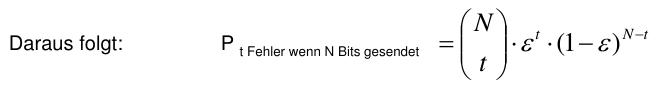 Daraus folgt: P t Fehler wenn N Bits gesendet = (N t) · ε^t · (1 − ε)^{N−t}